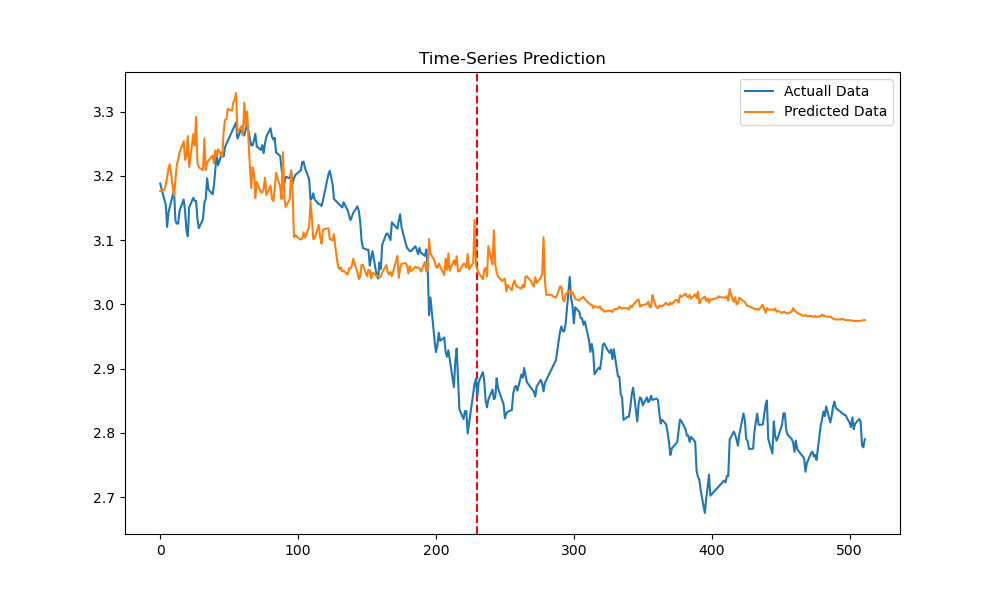 Time-Series Prediction
Actuall Data
Predicted Data
3.3
3.2
3.1
3.0
2.9
2.8
2.7
0 100 200 300 400 500